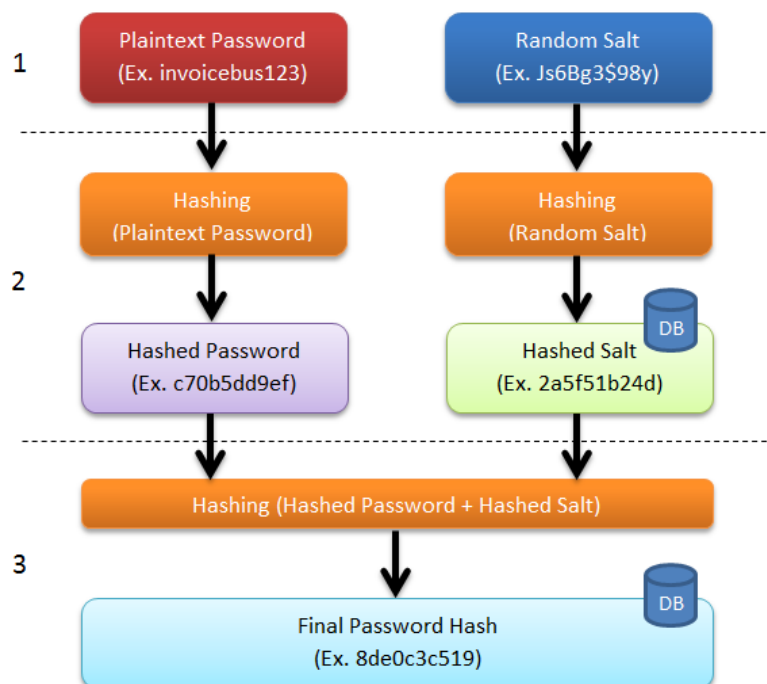 1
Plaintext Password
(Ex. invoicebus123)
Random Salt
(Ex. Js6Bg3$98y)
2
Hashing
(Plaintext Password)
Hashing
(Random Salt)
Hashed Password
(Ex. c70b5dd9ef)
DB
Hashed Salt
(Ex. 2a5f51b24d)
3
Hashing (Hashed Password + Hashed Salt)
DB
Final Password Hash
(Ex. 8de0c3c519)